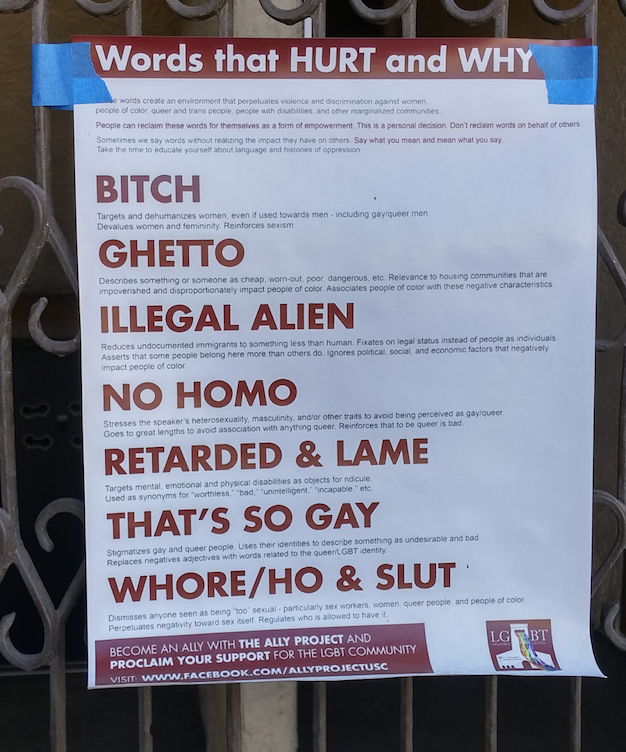 Words that HURT and WHY
words create an environment that perpetuates violence and discrimination against women,
people of color, queer and trans people, people with disabilities, and other marginalized communities.
People can reclaim these words for themselves as a form of empowerment. This is a personal decision. Don't reclaim words on behalf of others.
Sometimes we say words without realizing the impact they have on others. Say what you mean and mean what you say.
Take the time to educate yourself about language and histories of oppression.
BITCH
Targets and dehumanizes women, even if used towards men - including gay/queer men.
Devalues women and femininity. Reinforces sexism.
GHETTO
Describes something or someone as cheap, worn-out, poor, dangerous, etc. Relevance to housing communities that are
impoverished and disproportionately impact people of color. Associates people of color with these negative characteristics.
ILLEGAL ALIEN
Reduces undocumented immigrants to something less than human. Fixates on legal status instead of people as individuals.
Asserts that some people belong here more than others do. Ignores political, social, and economic factors that negatively
impact people of color.
NO HOMO
Stresses the speaker's heterosexuality, masculinity, and/or other traits to avoid being perceived as gay/queer.
Goes to great lengths to avoid association with anything queer. Reinforces that to be queer is bad.
RETARDED & LAME
Targets mental, emotional and physical disabilities as objects for ridicule.
Used as synonyms for "worthless," "bad," "unintelligent," "incapable," etc.
THAT'S SO GAY
Stigmatizes gay and queer people. Uses their identities to describe something as undesirable and bad.
Replaces negatives adjectives with words related to the queer/LGBT identity.
WHORE/HO & SLUT
Dismisses anyone seen as being "too" sexual - particularly sex workers, women, queer people, and people of color.
Perpetuates negativity toward sex itself. Regulates who is allowed to have it.
BECOME AN ALLY WITH THE ALLY PROJECT AND
PROCLAIM YOUR SUPPORT FOR THE LGBT COMMUNITY
VISIT: WWW.FACEBOOK.COM/ALLYPROJECTUSC
LGBT